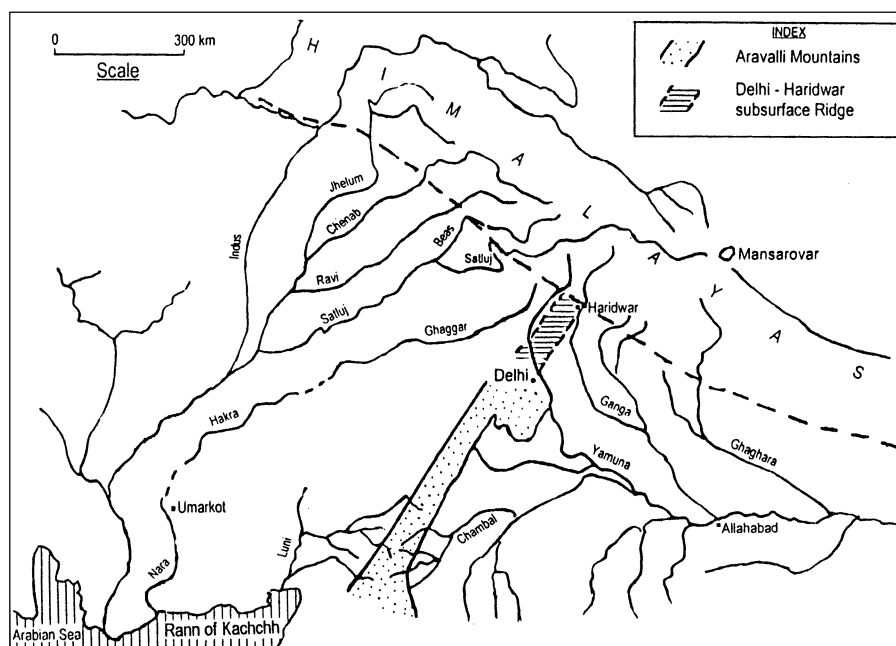 0 300 km
Scale
INDEX
Aravalli Mountains
Delhi - Haridwar
subsurface Ridge
H I M A L A Y A S
Mansarovar
Jhelum
Chenab
Indus
Ravi
Beas
Satluj
Satluj
Ghaggar
Haridwar
Delhi
Hakra
Ganga
Yamuna
Ghaghara
Umarkot
Allahabad
Chambal
Luni
Nara
Arabian Sea
Rann of Kachchh